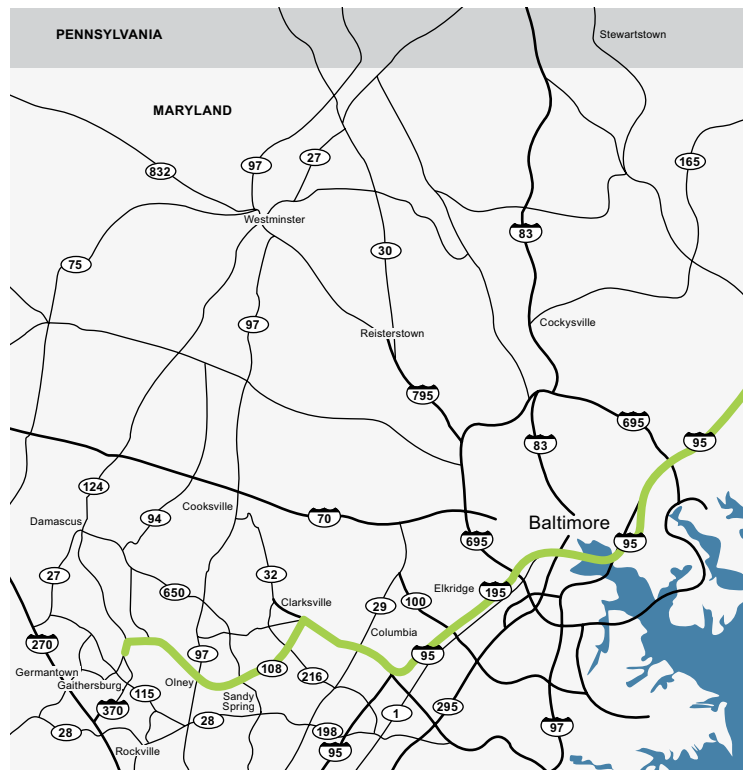 PENNSYLVANIA
Stewartstown
MARYLAND
832
97
27
165
Westminster
83
75
30
97
Reisterstown
Cockysville
795
695
95
83
124
Cooksville
94
70
Damascus
Baltimore
695
95
27
32
650
Elkridge
195
Clarksville
29
100
Columbia
270
97
95
Germantown
108
216
Gaithersburg
115
Olney
Sandy
Spring
370
28
1
295
28
198
97
Rockville
95